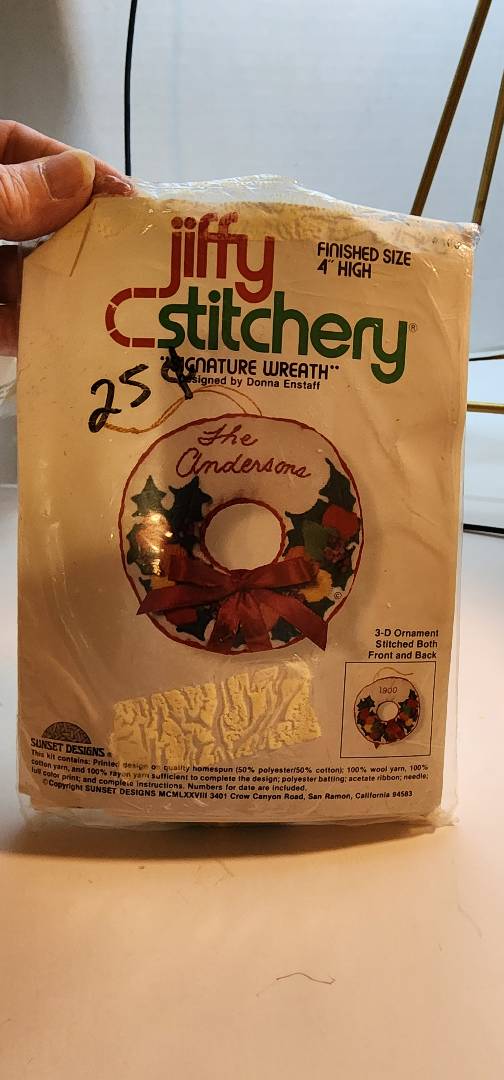 jiffy
stitchery®
FINISHED SIZE
4" HIGH
"SIGNATURE WREATH"
Designed by Donna Enstaff
25¢
The
Andersons
©
3-D Ornament
Stitched Both
Front and Back
1980
SUNSET DESIGNS®
This kit contains: Printed design on quality homespun (50% polyester/50% cotton); 100% wool yarn, 100%
cotton yarn, and 100% rayon yarn sufficient to complete the design; polyester batting; acetate ribbon; needle;
full color print; and complete instructions. Numbers for date are included.
©Copyright SUNSET DESIGNS MCMLXXVIII 3401 Crow Canyon Road, San Ramon, California 94583